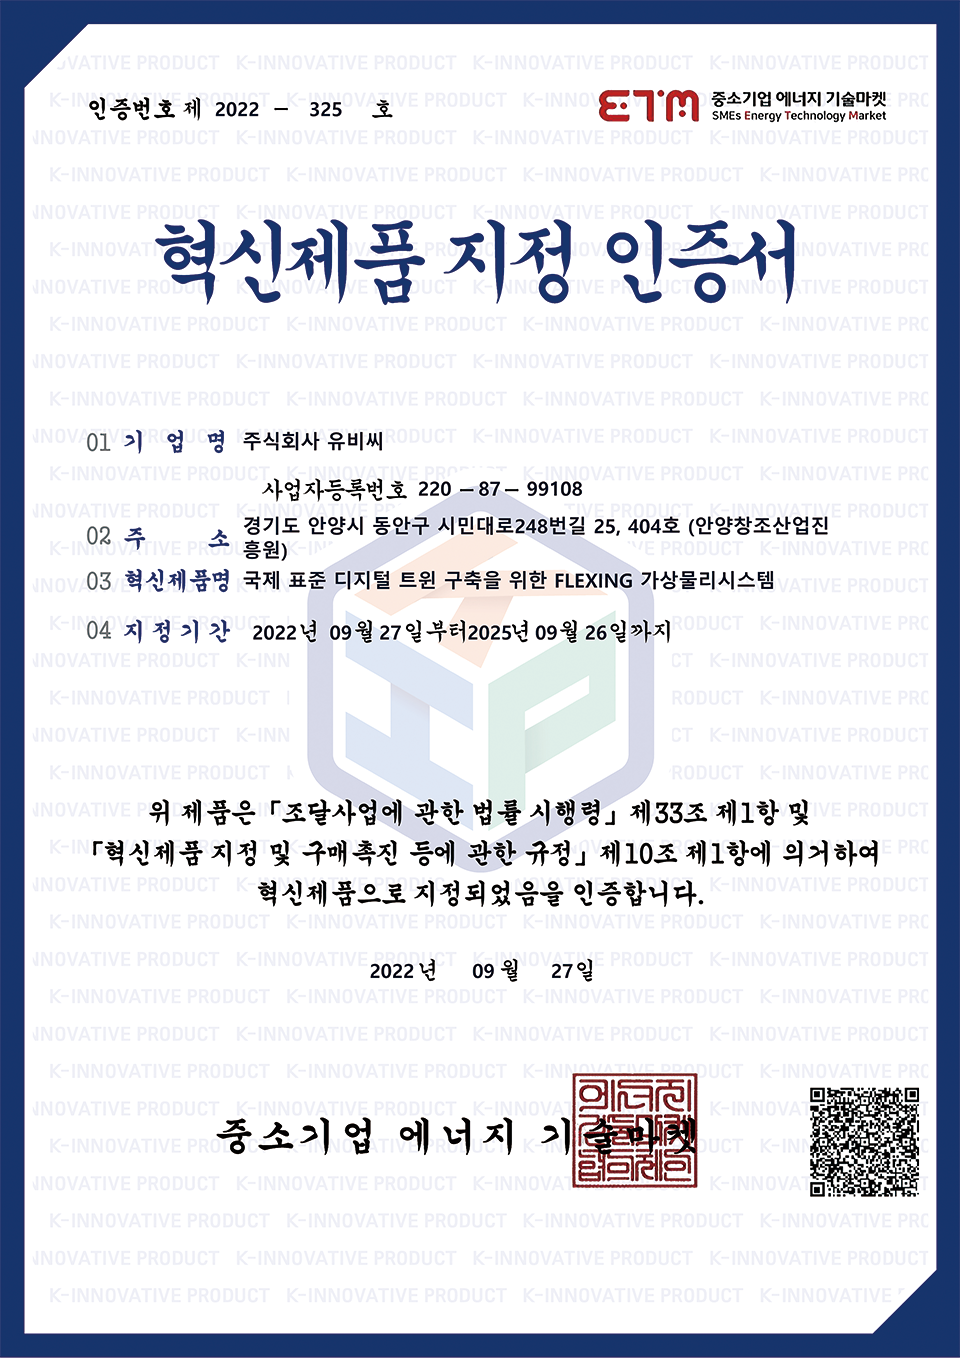 인증번호 제 2022 - 325 호
ETM 중소기업 에너지 기술마켓
SMEs Energy Technology Market
혁신제품 지정 인증서
01 기 업 명 주식회사 유비씨
사업자등록번호 220 - 87 - 99108
02 주 소 경기도 안양시 동안구 시민대로248번길 25, 404호 (안양창조산업진
흥원)
03 혁신제품명 국제 표준 디지털 트윈 구축을 위한 FLEXING 가상물리시스템
04 지정기간 2022년 09월 27일부터2025년 09월 26일까지
위 제품은 「조달사업에 관한 법률 시행령」 제33조 제1항 및
「혁신제품 지정 및 구매촉진 등에 관한 규정」 제10조 제1항에 의거하여
혁신제품으로 지정되었음을 인증합니다.
2022년 09월 27일
중소기업 에너지 기술마켓
K-INNOVATIVE PRODUCT
KIP